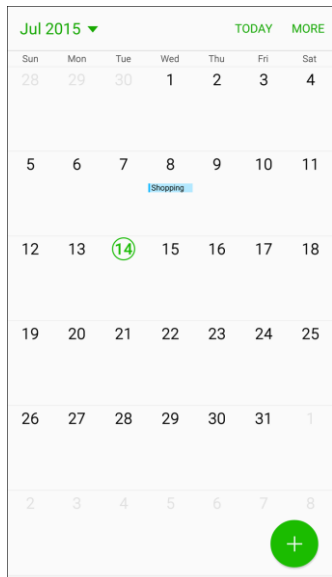 Jul 2015 TODAY MORE
Sun Mon Tue Wed Thu Fri Sat
28 29 30 1 2 3 4
5 6 7 8 9 10 11
Shopping
12 13 14 15 16 17 18
19 20 21 22 23 24 25
26 27 28 29 30 31 1
2 3 4 5 6 7 8